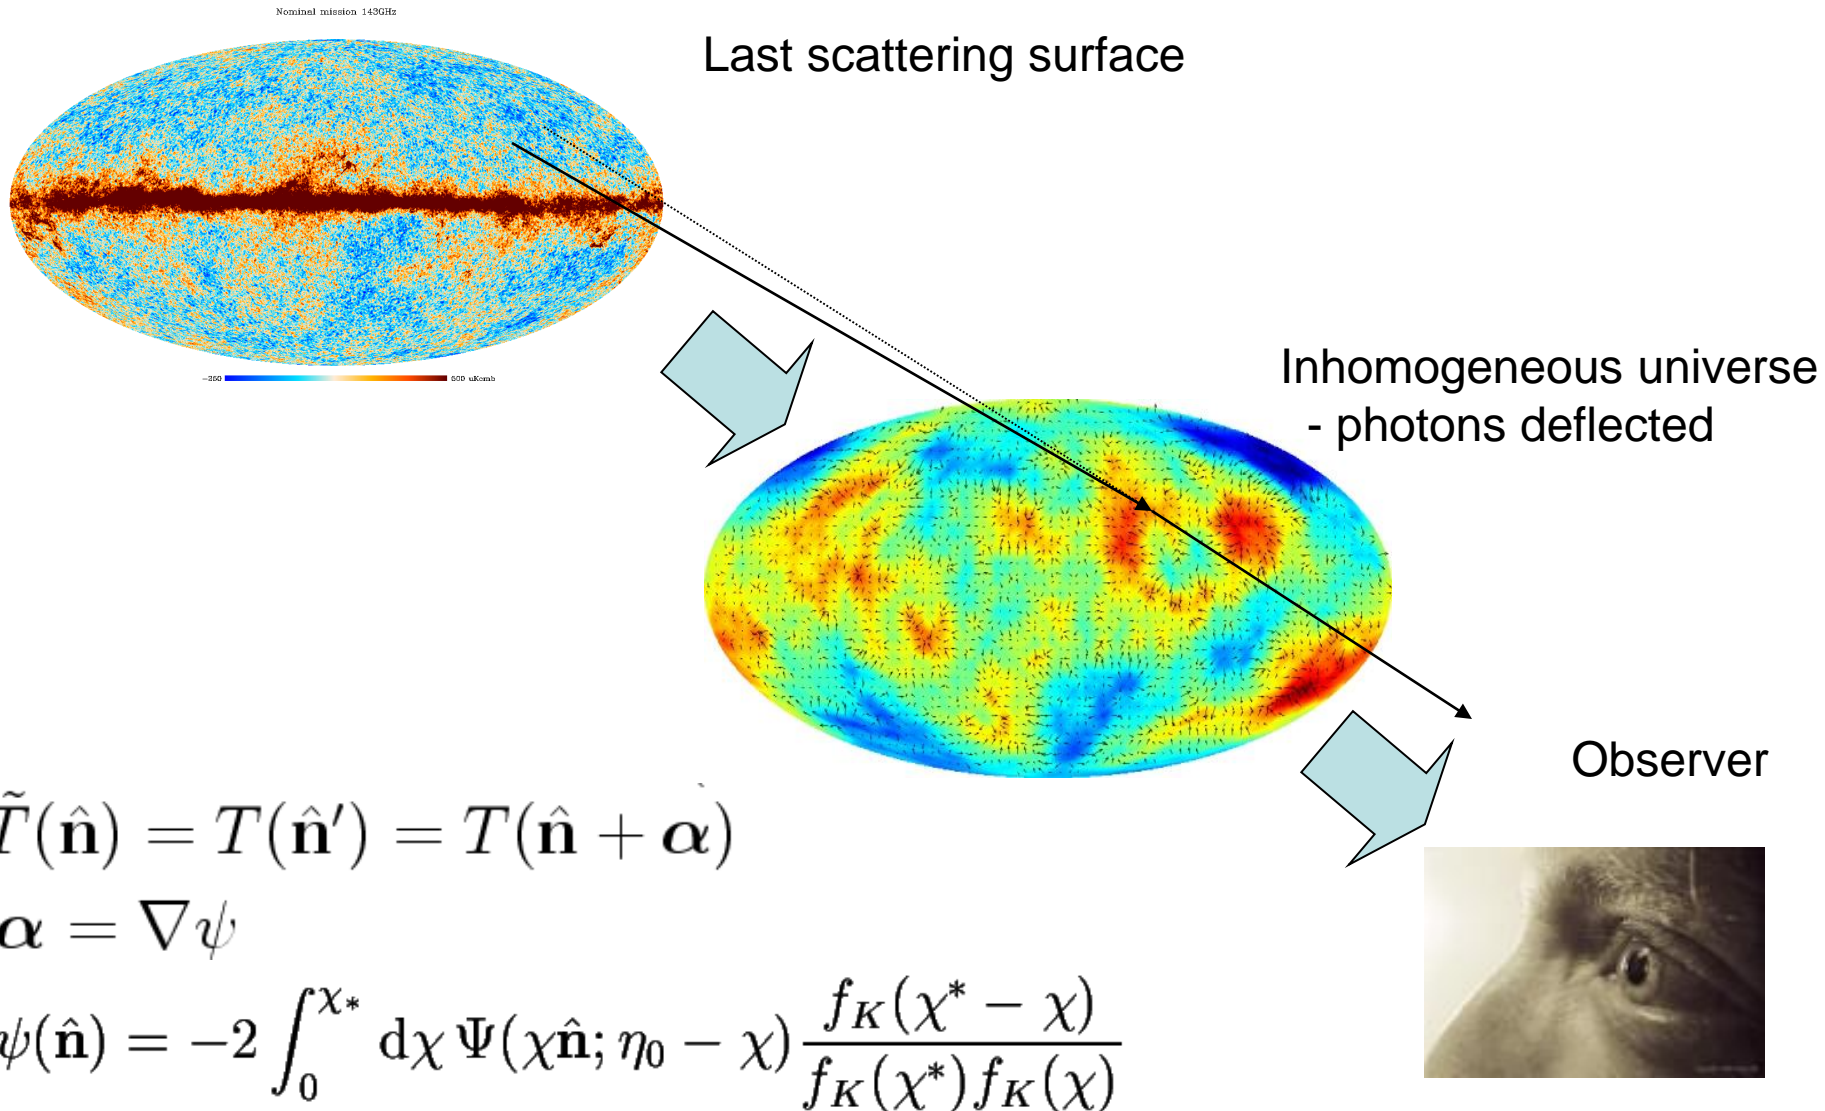 Nominal mission 143GHz
Last scattering surface
-250 500 uKcmb
Inhomogeneous universe
- photons deflected
Observer
T̃(n̂) = T(n̂′) = T(n̂ + α)
α = ∇ψ
ψ(n̂) = −2 ∫₀^{χ∗} dχ Ψ(χn̂; η₀ − χ) f_K(χ* − χ) / f_K(χ*)f_K(χ)